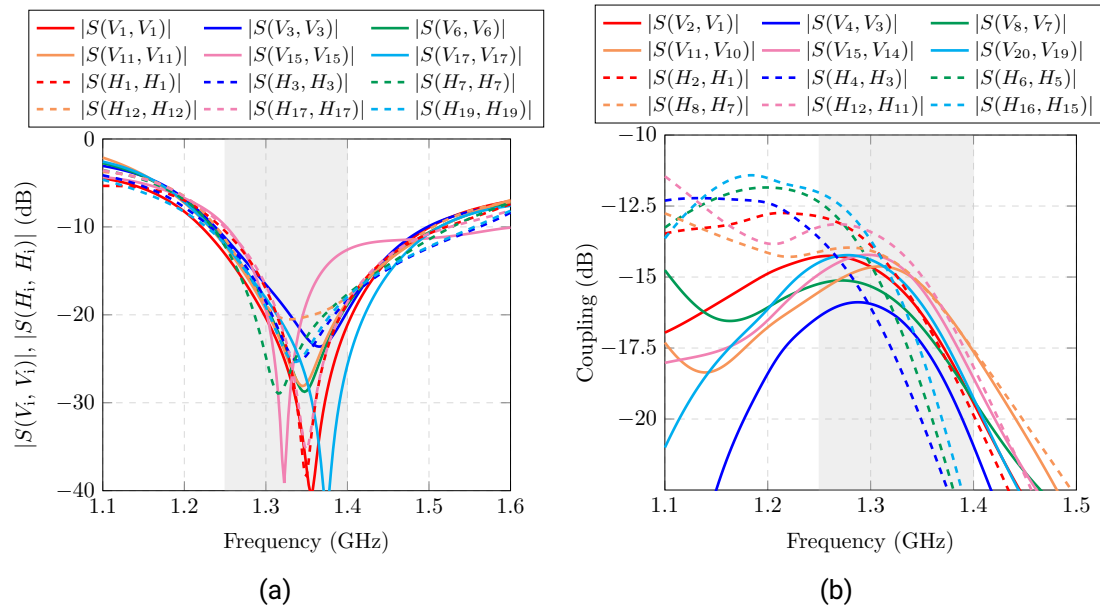 |S(V₁, V₁)| |S(V₃, V₃)| |S(V₆, V₆)|
|S(V₁₁, V₁₁)| |S(V₁₅, V₁₅)| |S(V₁₇, V₁₇)|
|S(H₁, H₁)| |S(H₃, H₃)| |S(H₇, H₇)|
|S(H₁₂, H₁₂)| |S(H₁₇, H₁₇)| |S(H₁₉, H₁₉)|
0
−10
−20
−30
−40
|S(Vᵢ, Vᵢ)|, |S(Hᵢ, Hᵢ)| (dB)
1.1 1.2 1.3 1.4 1.5 1.6
Frequency (GHz)
(a)
|S(V₂, V₁)| |S(V₄, V₃)| |S(V₈, V₇)|
|S(V₁₁, V₁₀)| |S(V₁₅, V₁₄)| |S(V₂₀, V₁₉)|
|S(H₂, H₁)| |S(H₄, H₃)| |S(H₆, H₅)|
|S(H₈, H₇)| |S(H₁₂, H₁₁)| |S(H₁₆, H₁₅)|
−10
−12.5
−15
−17.5
−20
Coupling (dB)
1.1 1.2 1.3 1.4 1.5
Frequency (GHz)
(b)